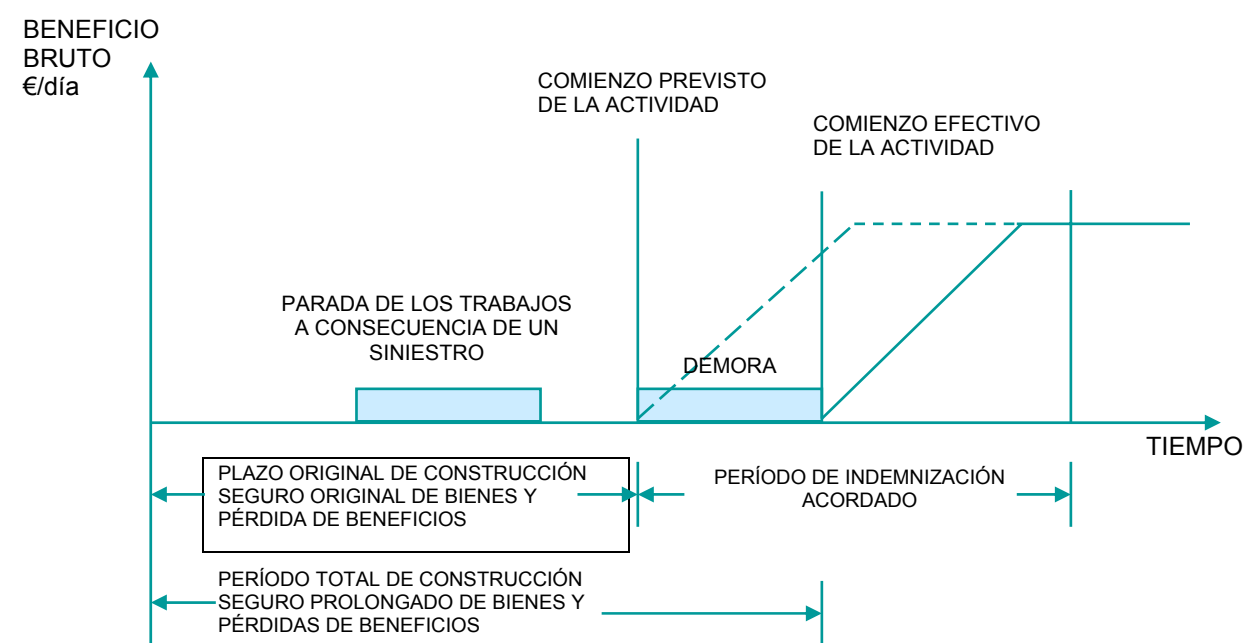 BENEFICIO
BRUTO
€/día
COMIENZO PREVISTO
DE LA ACTIVIDAD
COMIENZO EFECTIVO
DE LA ACTIVIDAD
PARADA DE LOS TRABAJOS
A CONSECUENCIA DE UN
SINIESTRO
DEMORA
TIEMPO
PLAZO ORIGINAL DE CONSTRUCCIÓN
SEGURO ORIGINAL DE BIENES Y
PÉRDIDA DE BENEFICIOS
PERÍODO DE INDEMNIZACIÓN
ACORDADO
PERÍODO TOTAL DE CONSTRUCCIÓN
SEGURO PROLONGADO DE BIENES Y
PÉRDIDAS DE BENEFICIOS